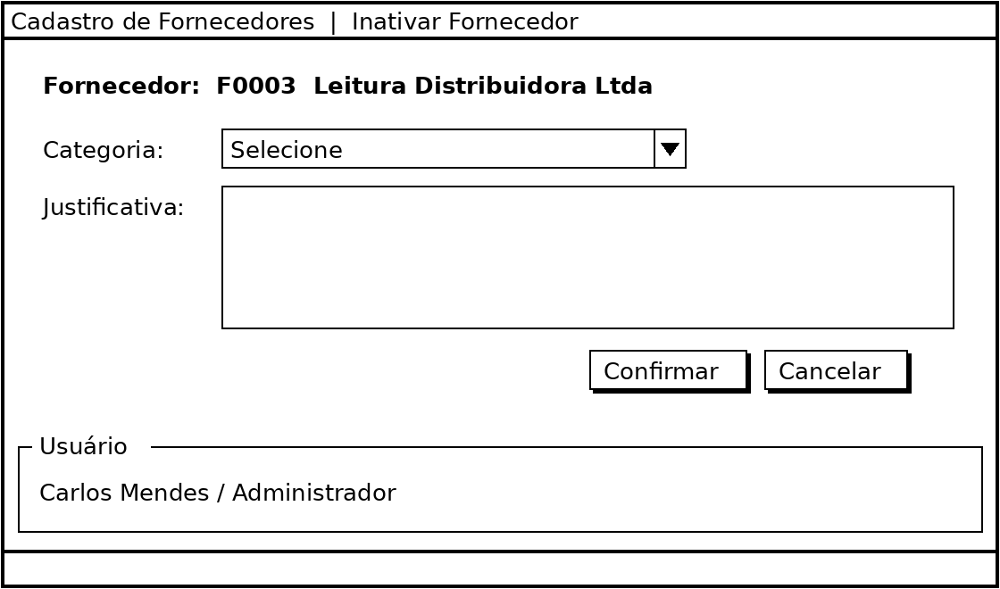 Cadastro de Fornecedores | Inativar Fornecedor
Fornecedor: F0003 Leitura Distribuidora Ltda
Categoria: Selecione
Justificativa:
Confirmar Cancelar
Usuário
Carlos Mendes / Administrador